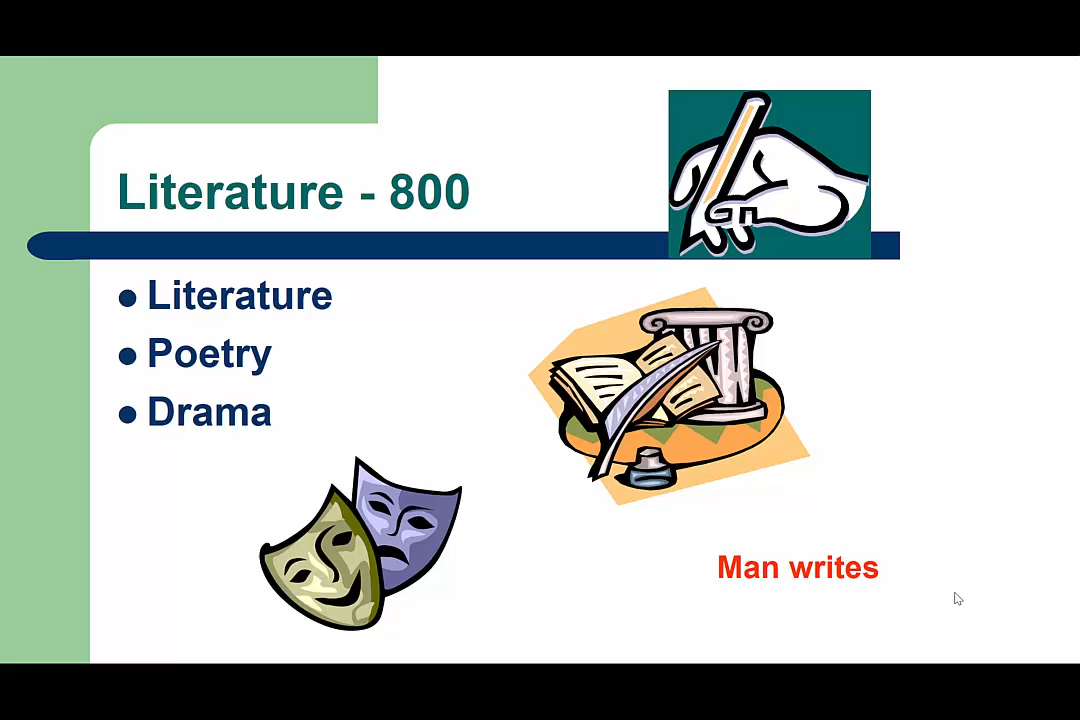 Literature - 800
Literature
Poetry
Drama
Man writes